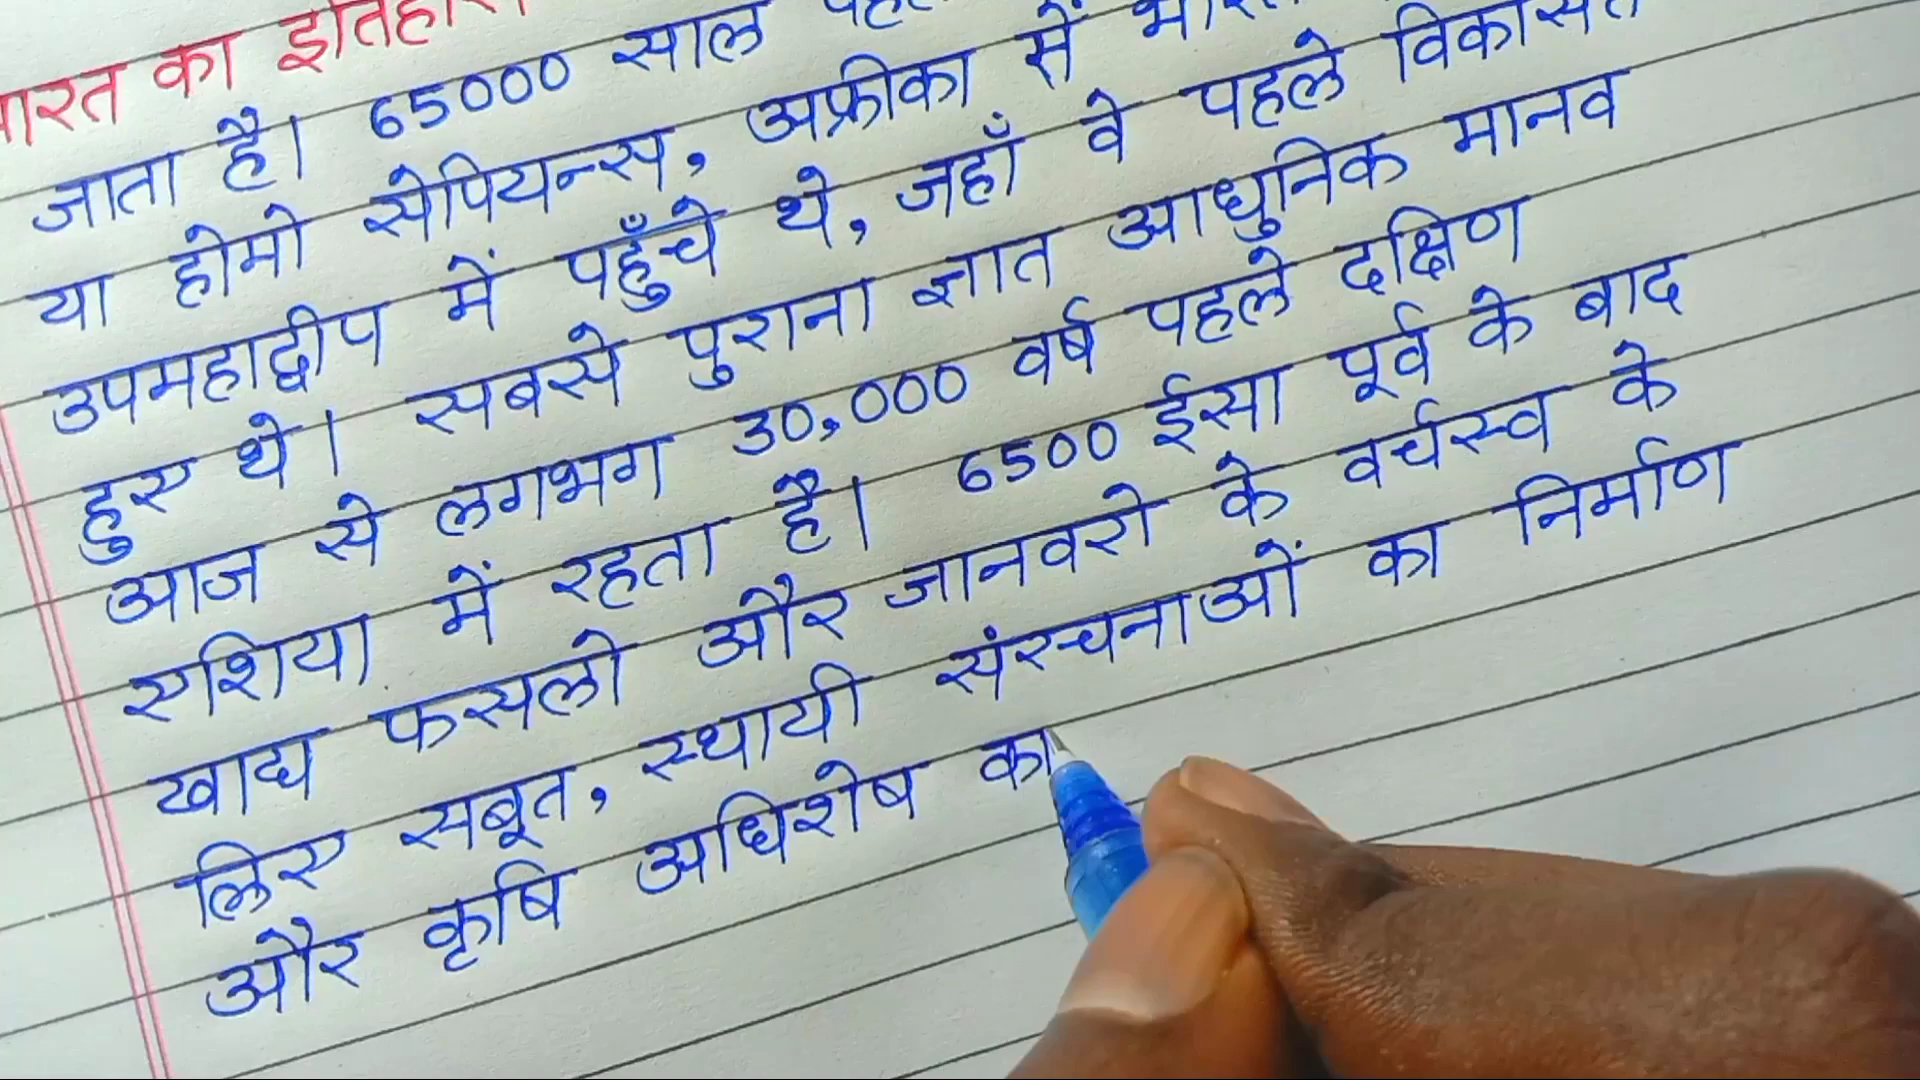 भारत का इतिहास
जाता है। 65000 साल पहले
या होमो सेपियन्स, अफ्रीका से भारत
उपमहाद्वीप में पहुँचे थे, जहाँ वे पहले विकसित
हुए थे। सबसे पुराना ज्ञात आधुनिक मानव
आज से लगभग 30,000 वर्ष पहले दक्षिण
एशिया में रहता है। 6500 ईसा पूर्व के बाद
खाद्य फसलो और जानवरो के वर्चस्व के
लिए सबूत, स्थायी संरचनाओं का निर्माण
और कृषि अधिशेष का